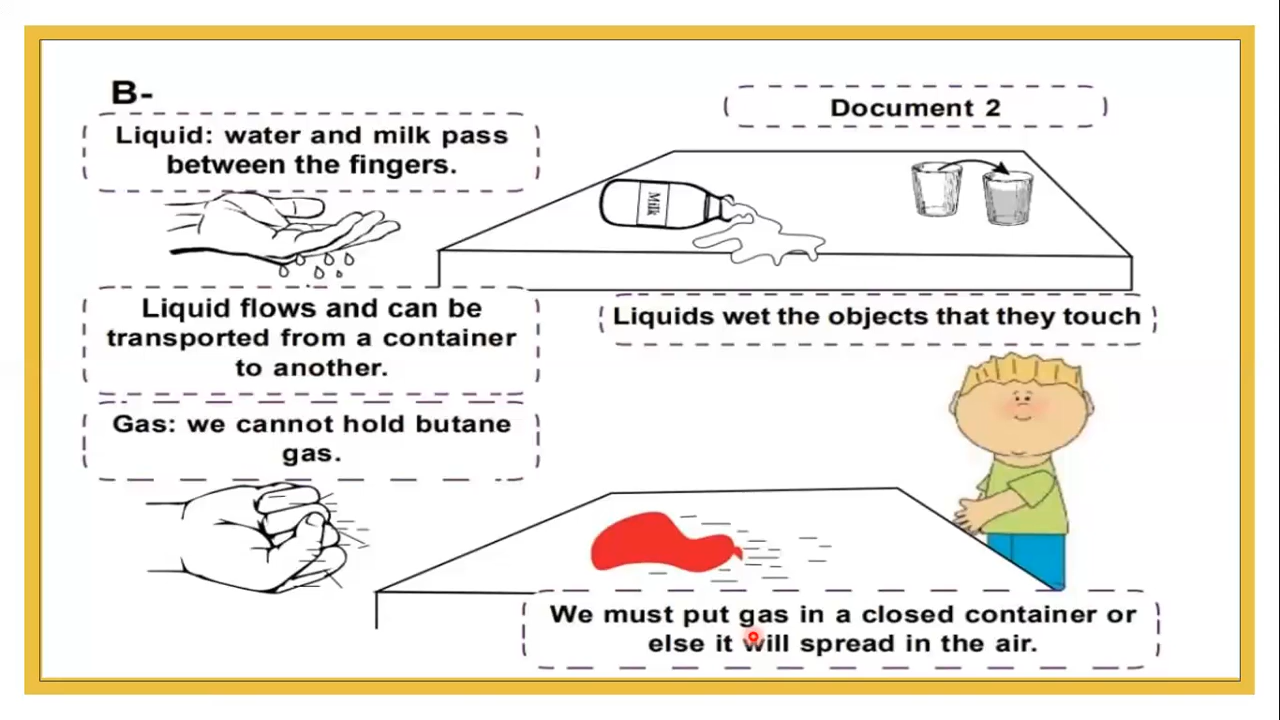 B-
Document 2
Liquid: water and milk pass
between the fingers.
Milk
Liquid flows and can be
transported from a container
to another.
Liquids wet the objects that they touch
Gas: we cannot hold butane
gas.
We must put gas in a closed container or
else it will spread in the air.